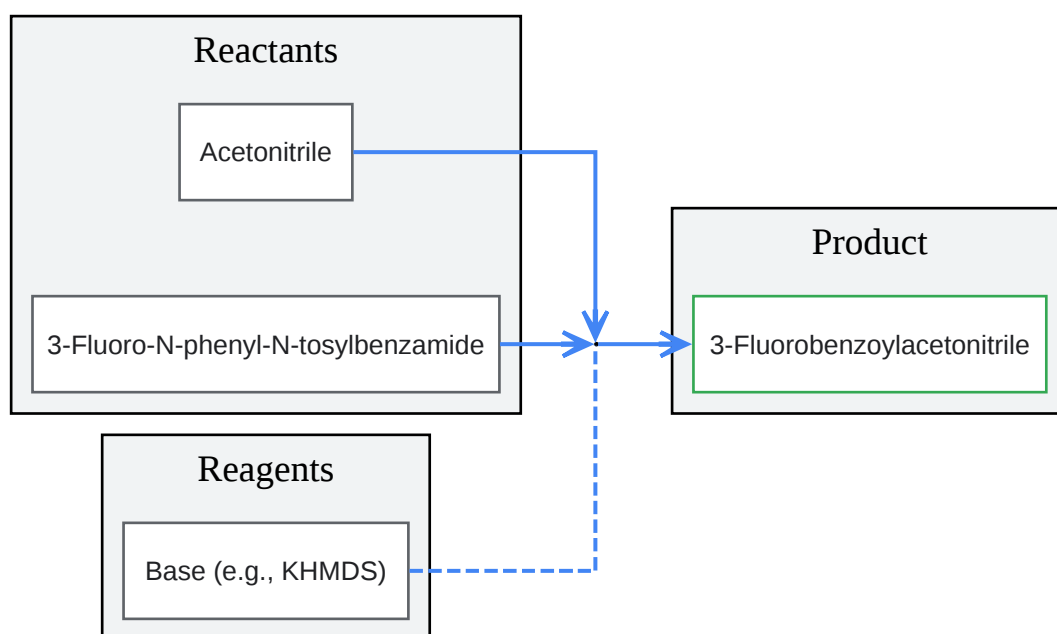 Reactants
Acetonitrile
3-Fluoro-N-phenyl-N-tosylbenzamide
Product
3-Fluorobenzoylacetonitrile
Reagents
Base (e.g., KHMDS)